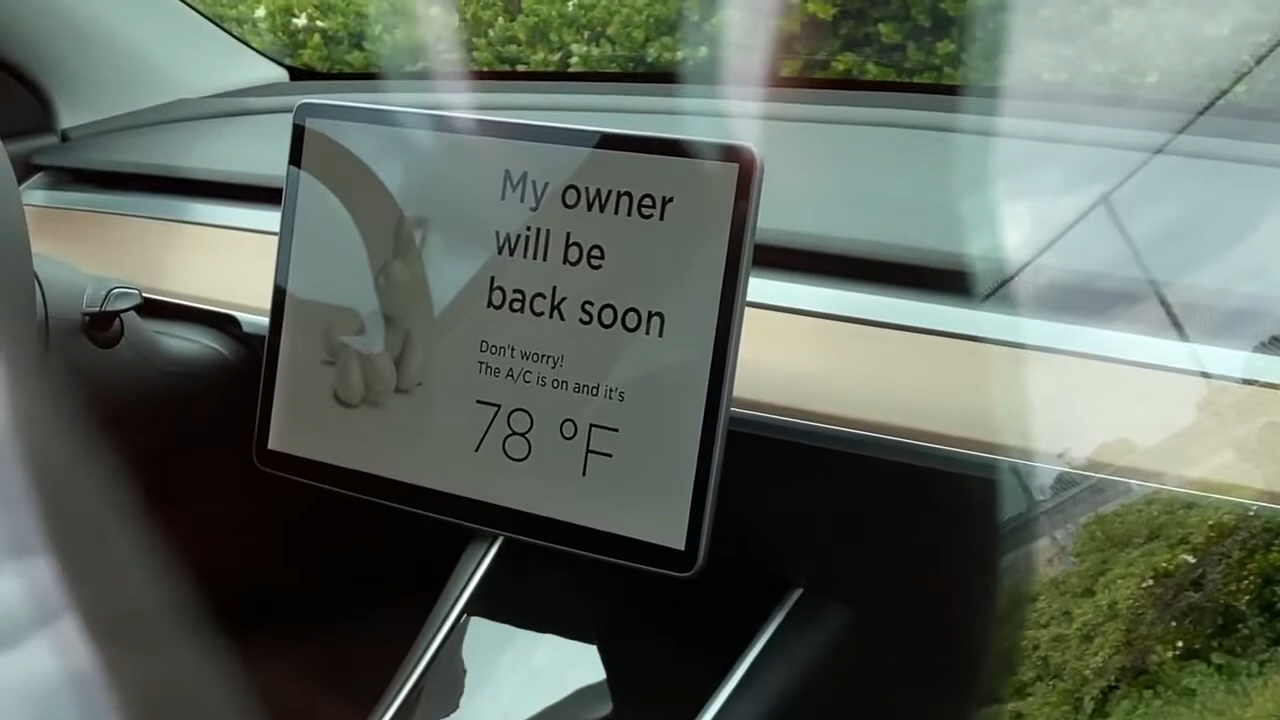 My owner
will be
back soon
Don't worry!
The A/C is on and it's
78 °F